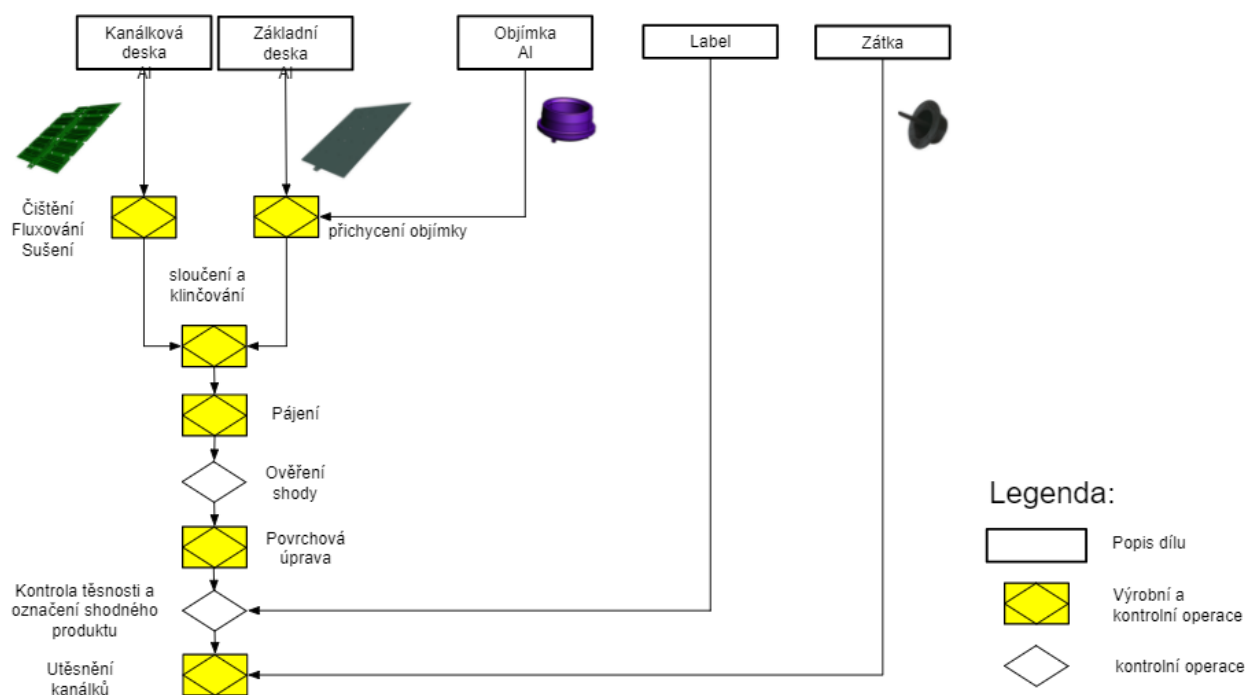 Kanálková
deska
Al
Základní
deska
Al
Objímka
Al
Label
Zátka
Čištění
Fluxování
Sušení
přichycení objímky
sloučení a
klinčování
Pájení
Ověření
shody
Povrchová
úprava
Kontrola těsnosti a
označení shodného
produktu
Utěsnění
kanálků
Legenda:
Popis dílu
Výrobní a
kontrolní operace
kontrolní operace